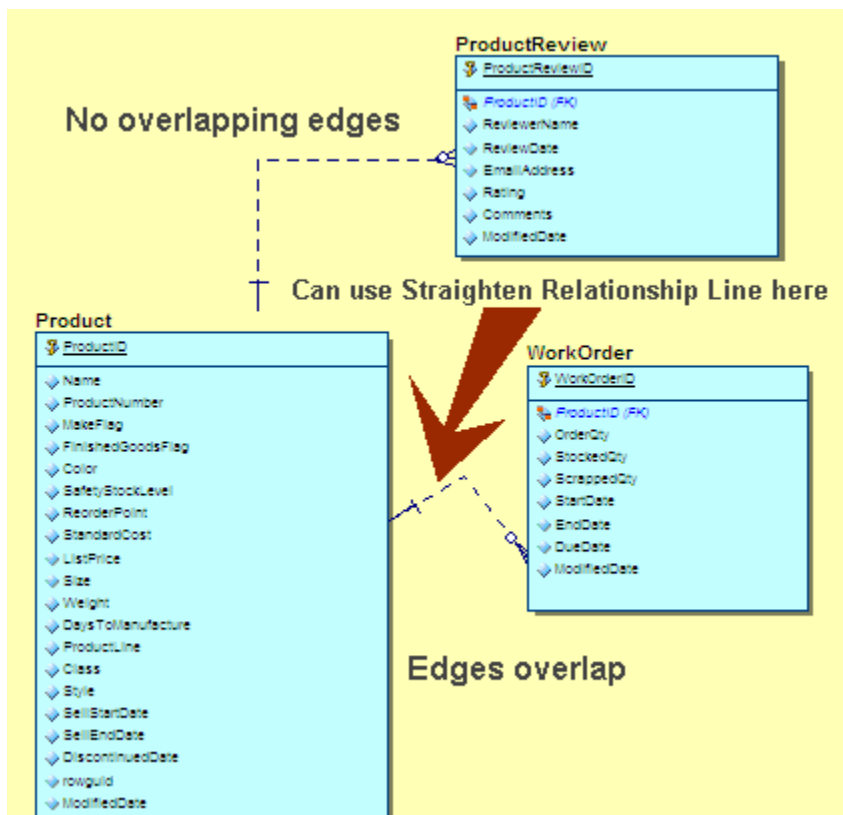 ProductReview
ProductReviewID
ProductID (FK)
ReviewerName
ReviewDate
EmailAddress
Rating
Comments
ModifiedDate
No overlapping edges
Can use Straighten Relationship Line here
Product
ProductID
Name
ProductNumber
MakeFlag
FinishedGoodsFlag
Color
SafetyStockLevel
ReorderPoint
StandardCost
ListPrice
Size
Weight
DaysToManufacture
ProductLine
Class
Style
SellStartDate
SellEndDate
DiscontinuedDate
rowguid
ModifiedDate
WorkOrder
WorkOrderID
ProductID (FK)
OrderQty
StockedQty
ScrappedQty
StartDate
EndDate
DueDate
ModifiedDate
Edges overlap